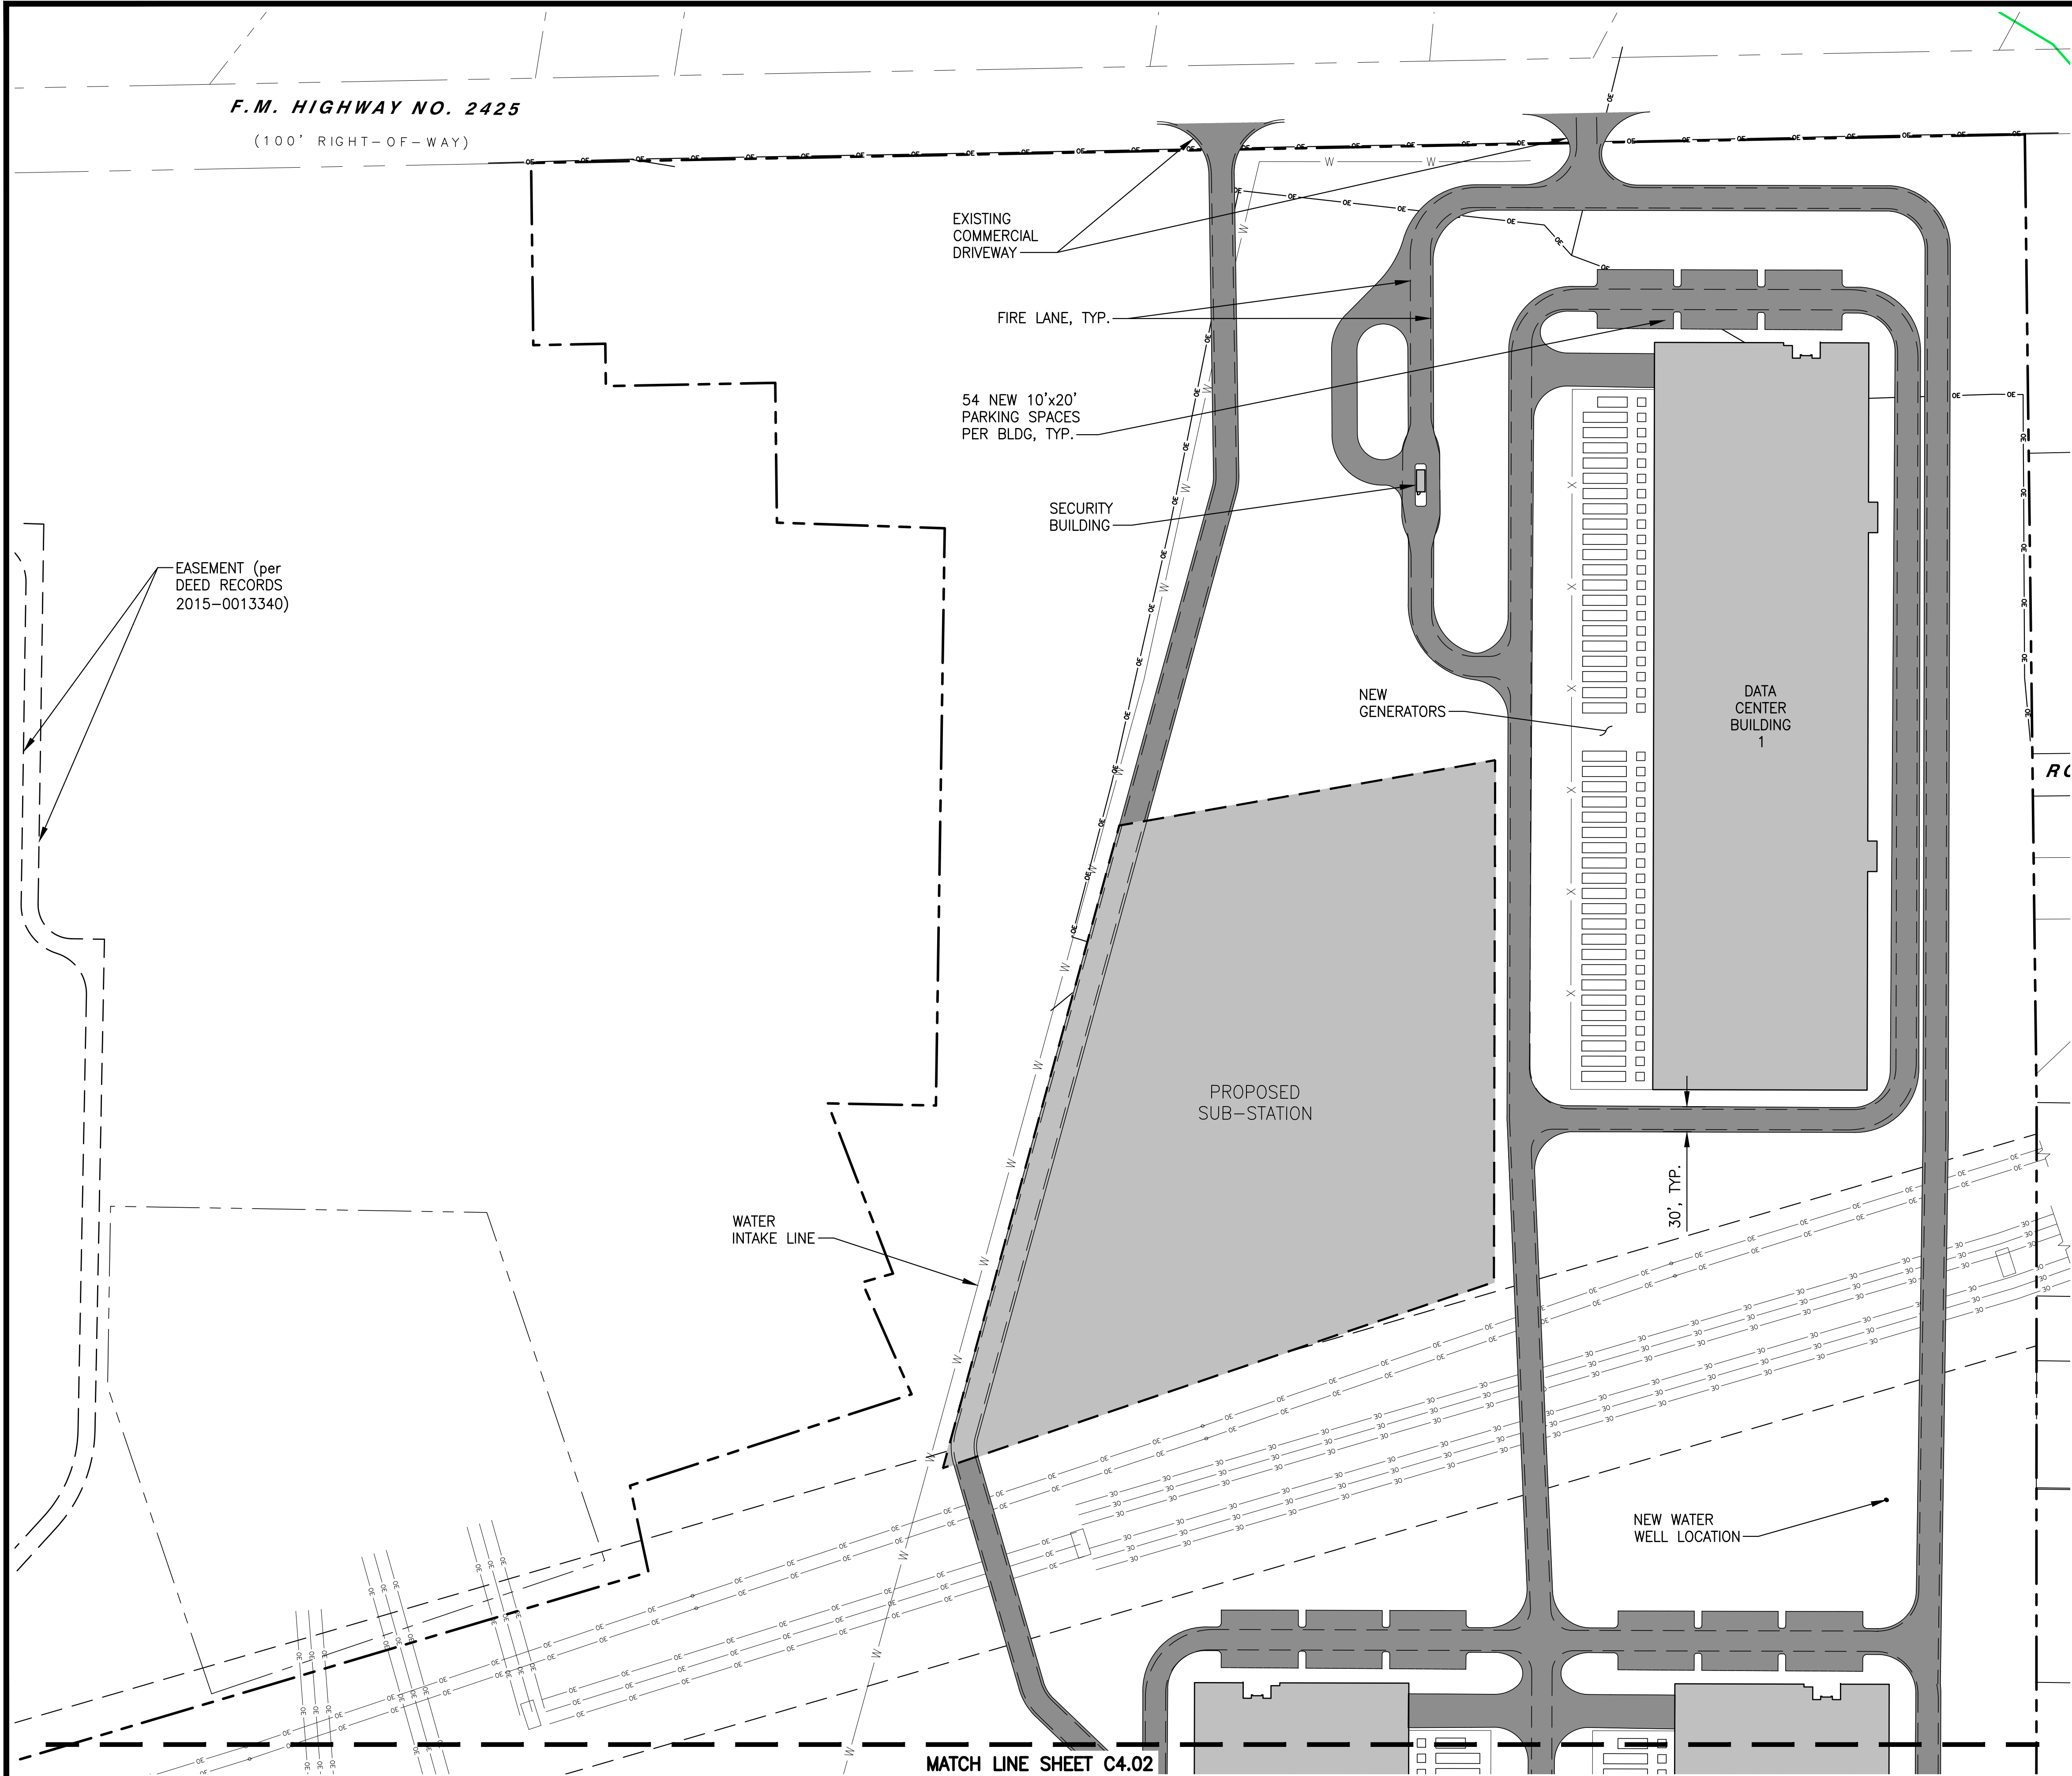 F.M. HIGHWAY NO. 2425
(100' RIGHT-OF-WAY)
EXISTING
COMMERCIAL
DRIVEWAY
FIRE LANE, TYP.
54 NEW 10'x20'
PARKING SPACES
PER BLDG, TYP.
SECURITY
BUILDING
EASEMENT (per
DEED RECORDS
2015-0013340)
NEW
GENERATORS
DATA
CENTER
BUILDING
1
PROPOSED
SUB-STATION
30', TYP.
WATER
INTAKE LINE
NEW WATER
WELL LOCATION
MATCH LINE SHEET C4.02